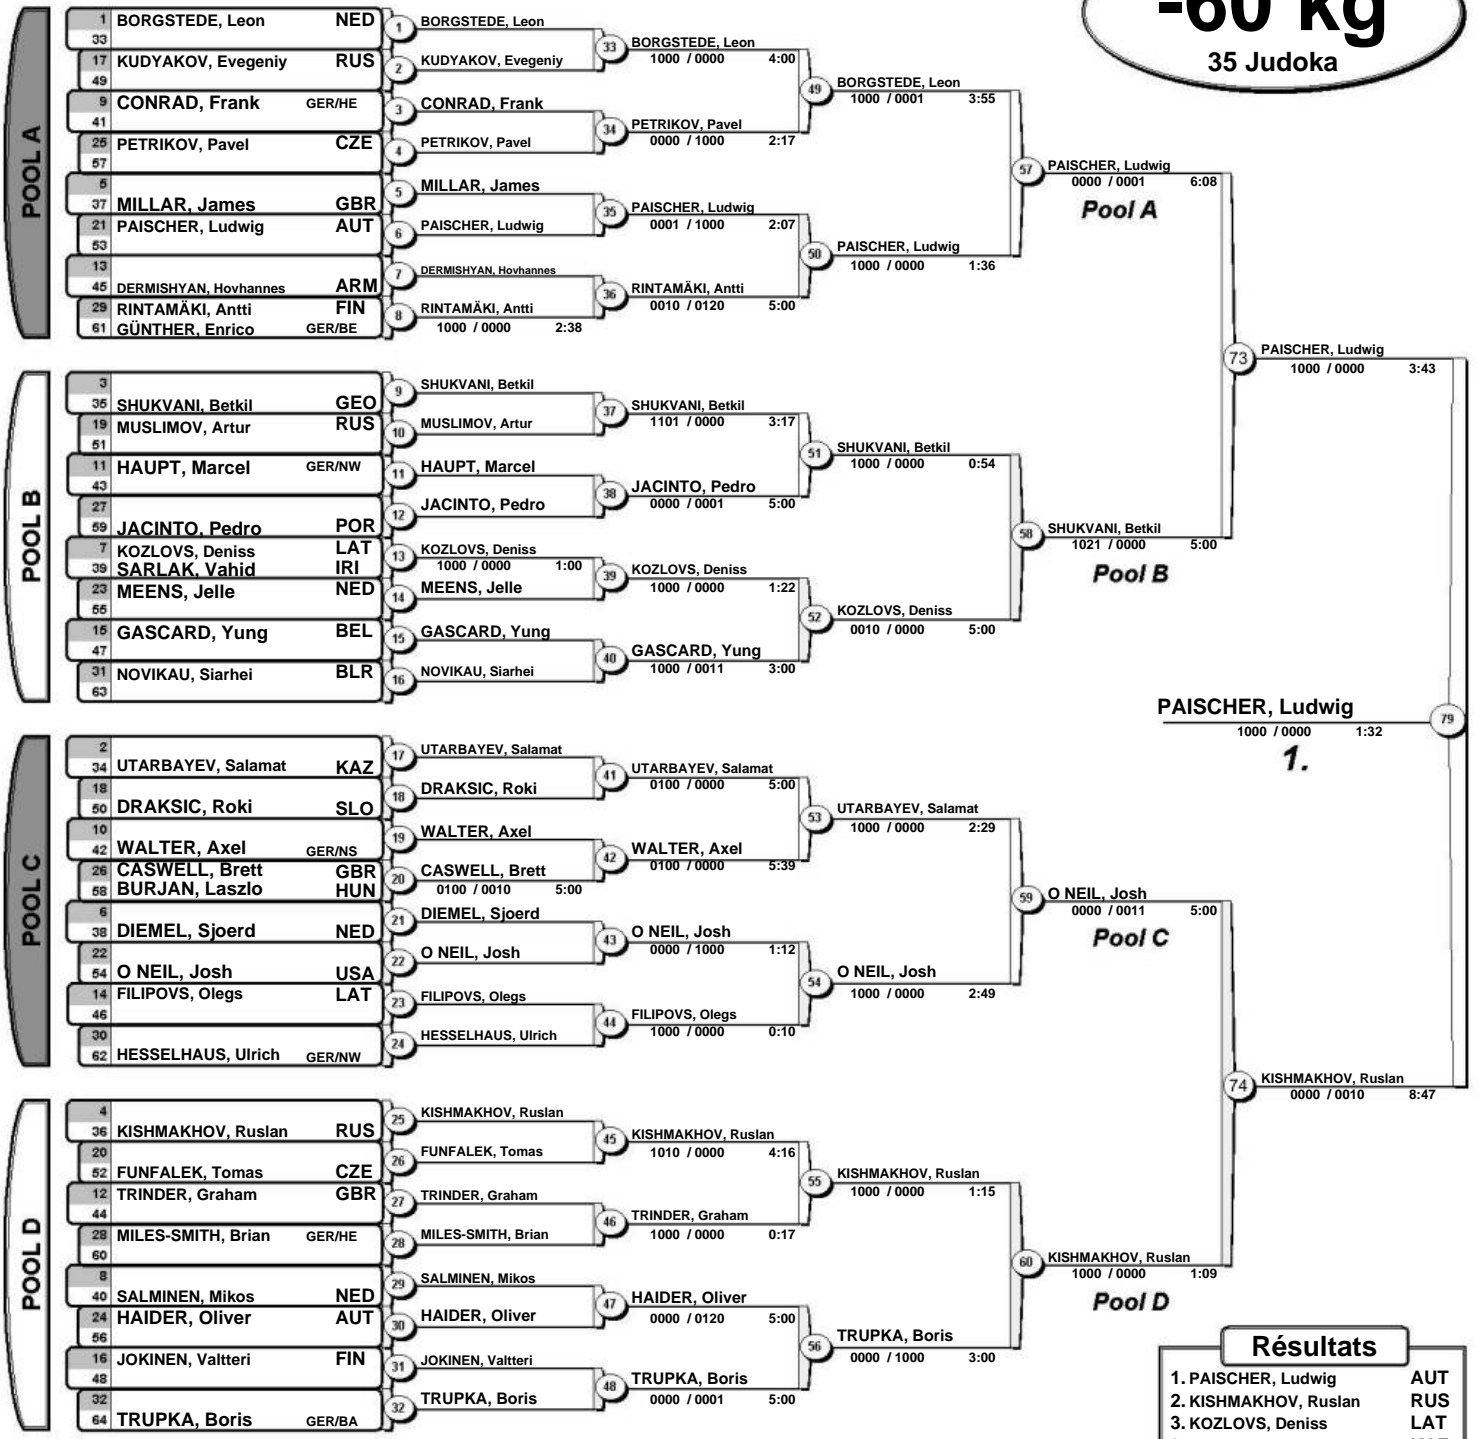 -60 kg
35 Judoka
POOL A
1 BORGSTEDE, Leon NED
33
17 KUDYAKOV, Evegeniy RUS
49
9 CONRAD, Frank GER/HE
41
25 PETRIKOV, Pavel CZE
57
5
37 MILLAR, James GBR
21 PAISCHER, Ludwig AUT
53
13
45 DERMISHYAN, Hovhannes ARM
29 RINTAMÄKI, Antti FIN
61 GÜNTHER, Enrico GER/BE
1 BORGSTEDE, Leon
2 KUDYAKOV, Evegeniy
3 CONRAD, Frank
4 PETRIKOV, Pavel
5 MILLAR, James
6 PAISCHER, Ludwig
7 DERMISHYAN, Hovhannes
8 RINTAMÄKI, Antti
1000 / 0000 2:38
33 BORGSTEDE, Leon
1000 / 0000 4:00
34 PETRIKOV, Pavel
0000 / 1000 2:17
35 PAISCHER, Ludwig
0001 / 1000 2:07
36 RINTAMÄKI, Antti
0010 / 0120 5:00
49 BORGSTEDE, Leon
1000 / 0001 3:55
50 PAISCHER, Ludwig
1000 / 0000 1:36
57 PAISCHER, Ludwig
0000 / 0001 6:08
Pool A
POOL B
3
35 SHUKVANI, Betkil GEO
19 MUSLIMOV, Artur RUS
51
11 HAUPT, Marcel GER/NW
43
27
59 JACINTO, Pedro POR
7 KOZLOVS, Deniss LAT
39 SARLAK, Vahid IRI
23 MEENS, Jelle NED
55
15 GASCARD, Yung BEL
47
31 NOVIKAU, Siarhei BLR
63
9 SHUKVANI, Betkil
10 MUSLIMOV, Artur
11 HAUPT, Marcel
12 JACINTO, Pedro
13 KOZLOVS, Deniss
1000 / 0000 1:00
14 MEENS, Jelle
15 GASCARD, Yung
16 NOVIKAU, Siarhei
37 SHUKVANI, Betkil
1101 / 0000 3:17
38 JACINTO, Pedro
0000 / 0001 5:00
39 KOZLOVS, Deniss
1000 / 0000 1:22
40 GASCARD, Yung
1000 / 0011 3:00
51 SHUKVANI, Betkil
1000 / 0000 0:54
52 KOZLOVS, Deniss
0010 / 0000 5:00
58 SHUKVANI, Betkil
1021 / 0000 5:00
Pool B
73 PAISCHER, Ludwig
1000 / 0000 3:43
PAISCHER, Ludwig 79
1000 / 0000 1:32
1.
POOL C
2
34 UTARBAYEV, Salamat KAZ
18
50 DRAKSIC, Roki SLO
10
42 WALTER, Axel GER/NS
26 CASWELL, Brett GBR
58 BURJAN, Laszlo HUN
6
38 DIEMEL, Sjoerd NED
22
54 O NEIL, Josh USA
14 FILIPOVS, Olegs LAT
46
30
62 HESSELHAUS, Ulrich GER/NW
17 UTARBAYEV, Salamat
18 DRAKSIC, Roki
19 WALTER, Axel
20 CASWELL, Brett
0100 / 0010 5:00
21 DIEMEL, Sjoerd
22 O NEIL, Josh
23 FILIPOVS, Olegs
24 HESSELHAUS, Ulrich
41 UTARBAYEV, Salamat
0100 / 0000 5:00
42 WALTER, Axel
0100 / 0000 5:39
43 O NEIL, Josh
0000 / 1000 1:12
44 FILIPOVS, Olegs
1000 / 0000 0:10
53 UTARBAYEV, Salamat
1000 / 0000 2:29
54 O NEIL, Josh
1000 / 0000 2:49
59 O NEIL, Josh
0000 / 0011 5:00
Pool C
POOL D
4
36 KISHMAKHOV, Ruslan RUS
20
52 FUNFALEK, Tomas CZE
12 TRINDER, Graham GBR
44
28 MILES-SMITH, Brian GER/HE
60
8
40 SALMINEN, Mikos NED
24 HAIDER, Oliver AUT
56
16 JOKINEN, Valtteri FIN
48
32
64 TRUPKA, Boris GER/BA
25 KISHMAKHOV, Ruslan
26 FUNFALEK, Tomas
27 TRINDER, Graham
28 MILES-SMITH, Brian
29 SALMINEN, Mikos
30 HAIDER, Oliver
31 JOKINEN, Valtteri
32 TRUPKA, Boris
45 KISHMAKHOV, Ruslan
1010 / 0000 4:16
46 TRINDER, Graham
1000 / 0000 0:17
47 HAIDER, Oliver
0000 / 0120 5:00
48 TRUPKA, Boris
0000 / 0001 5:00
55 KISHMAKHOV, Ruslan
1000 / 0000 1:15
56 TRUPKA, Boris
0000 / 1000 3:00
60 KISHMAKHOV, Ruslan
1000 / 0000 1:09
Pool D
74 KISHMAKHOV, Ruslan
0000 / 0010 8:47
Résultats
1. PAISCHER, Ludwig AUT
2. KISHMAKHOV, Ruslan RUS
3. KOZLOVS, Deniss LAT